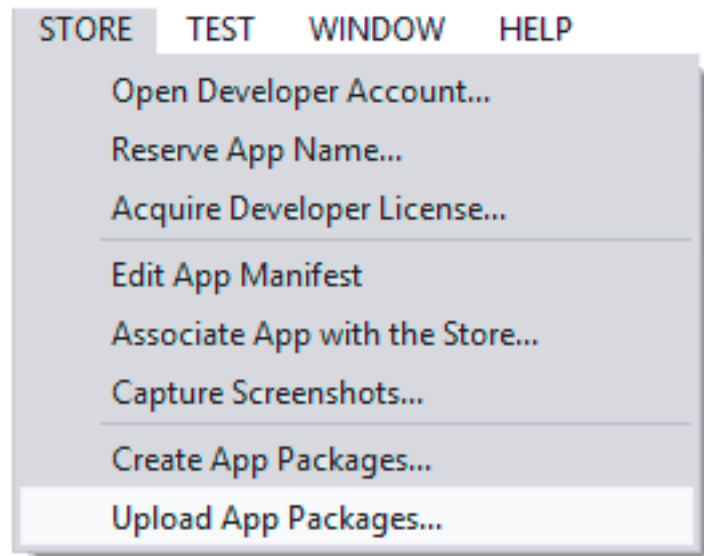 STORE TEST WINDOW HELP
Open Developer Account...
Reserve App Name...
Acquire Developer License...
Edit App Manifest
Associate App with the Store...
Capture Screenshots...
Create App Packages...
Upload App Packages...